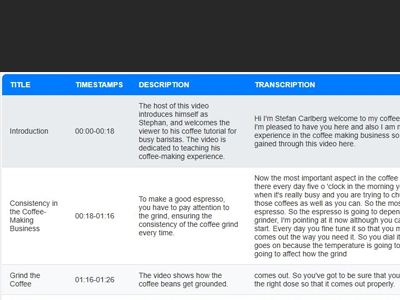 TITLE TIMESTAMPS DESCRIPTION TRANSCRIPTION
The host of this video
introduces himself as
Stephan, and welcomes the
viewer to his coffee tutorial for
busy baristas. The video is
dedicated to teaching his
coffee-making experience.
Introduction 00:00-00:18
Hi I'm Stefan Carlberg welcome to my coffee
I'm pleased to have you here and also I am
experience in the coffee making business so
gained through this video here.
Consistency in
the Coffee-
Making
Business
00:18-01:16
To make a good espresso,
you have to pay attention to
the grind, ensuring the
consistency of the coffee grind
every time.
Now the most important aspect in the coffee
there every day five o 'clock in the morning
when it's really busy and you are trying to
those coffees as well as you can. So the most
espresso. So the espresso is going to depen
grinder, I'm pointing at it now although you ca
start. Every day you fine tune it so that you m
comes out the way you need it. So you dial it
goes on because the temperature is going to
going to affect how the grind
Grind the
Coffee
01:16-01:26
The video shows how the
coffee beans get grounded.
comes out. So you've got to be sure that you
the right dose so that it comes out properly.